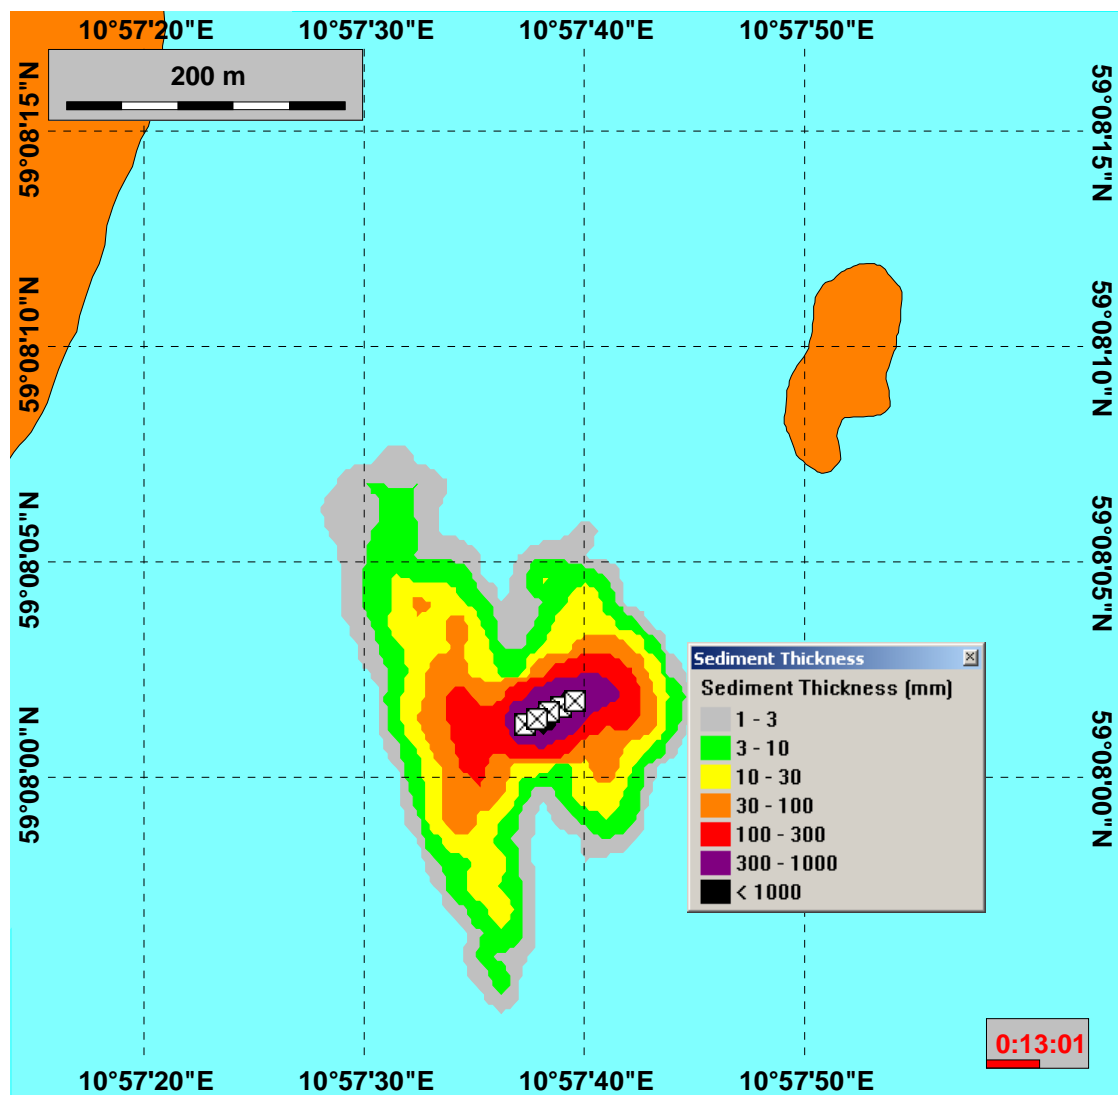 10°57'20"E 10°57'30"E 10°57'40"E 10°57'50"E
200 m
59°08'15"N
59°08'15"N
59°08'10"N
59°08'10"N
59°08'05"N
59°08'05"N
59°08'00"N
59°08'00"N
Sediment Thickness
Sediment Thickness (mm)
1 - 3
3 - 10
10 - 30
30 - 100
100 - 300
300 - 1000
< 1000
0:13:01
10°57'20"E 10°57'30"E 10°57'40"E 10°57'50"E